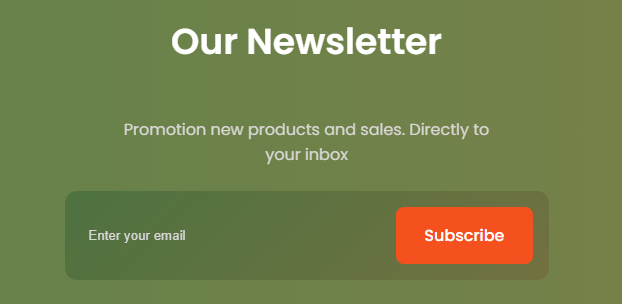 Our Newsletter
Promotion new products and sales. Directly to
your inbox
Enter your email
Subscribe